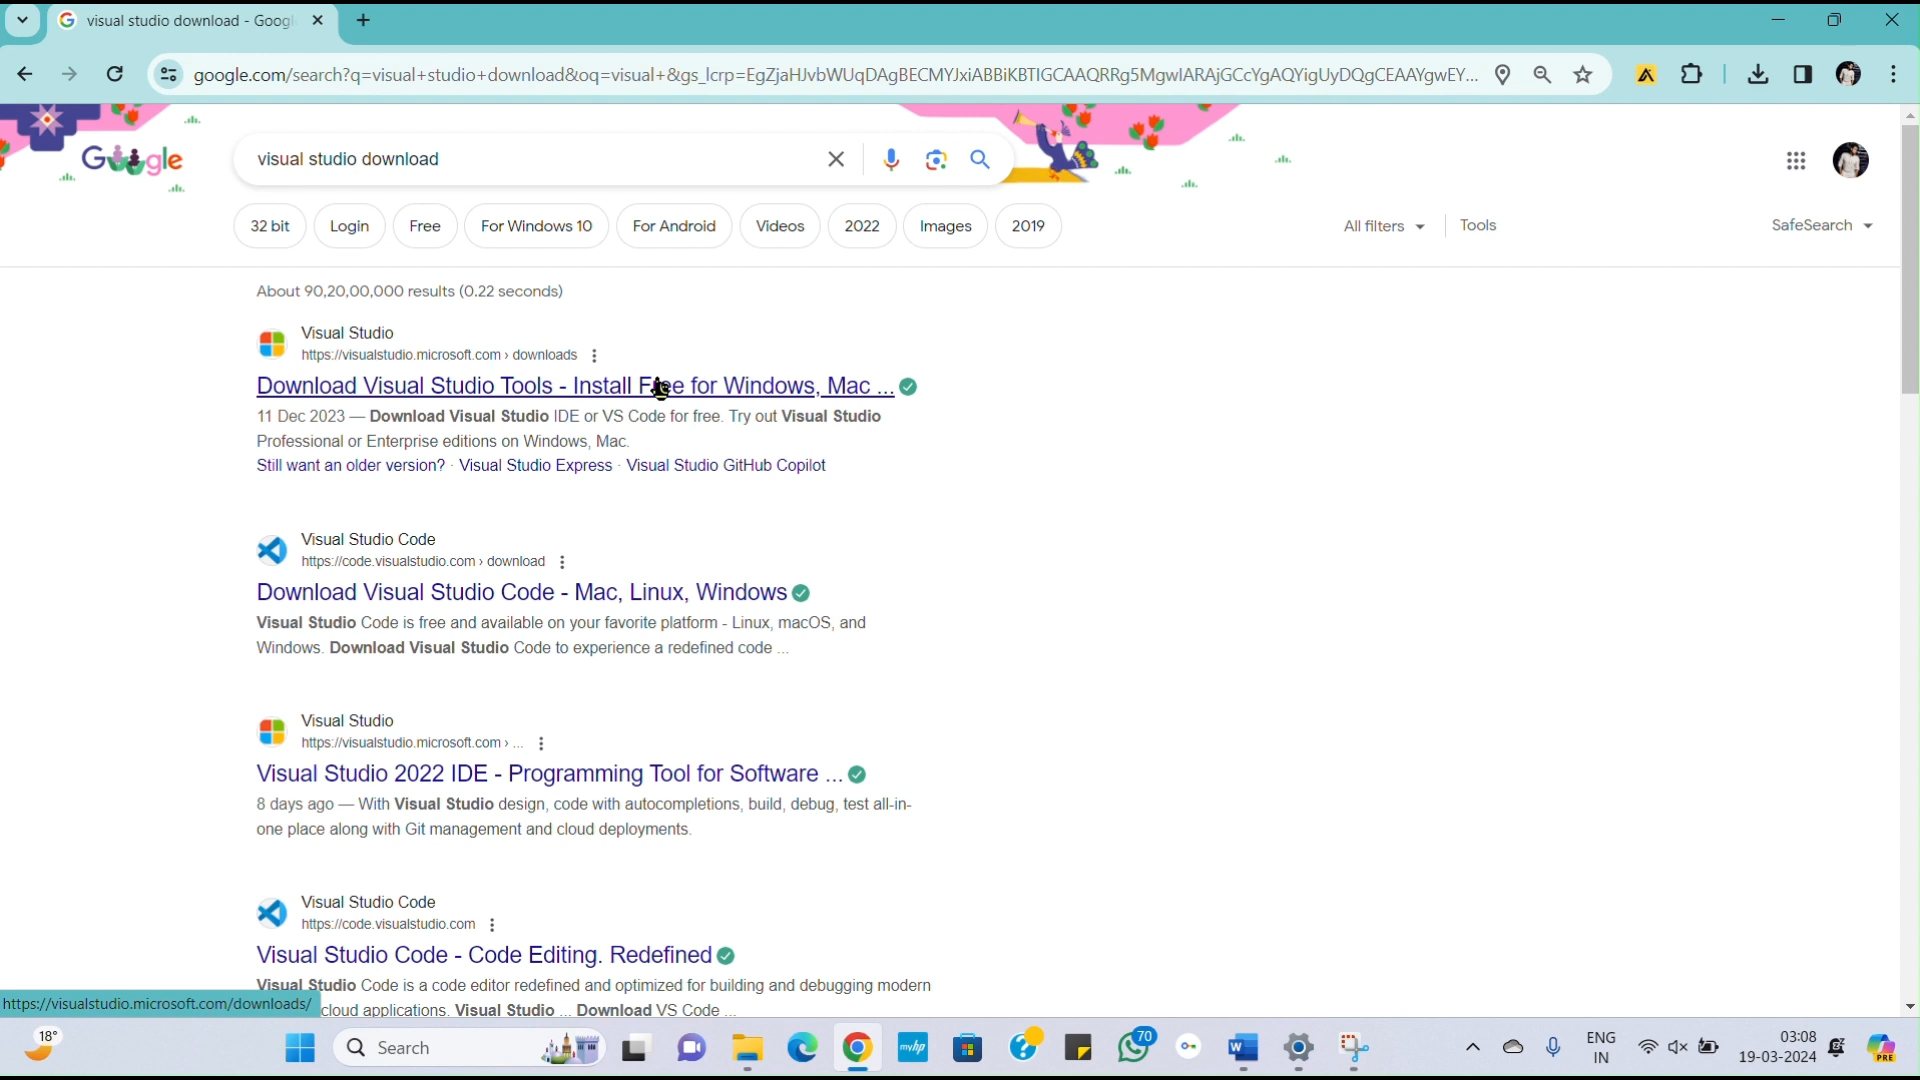 visual studio download - Goog
google.com/search?q=visual+studio+download&oq=visual+&gs_lcrp=EgZjaHJvbWUqDAgBECMYJxiABBiKBTIGCAAQRRg5MgwIARAjGCcYgAQYigUyDQgCEAAYgwEY...
Google
visual studio download
32 bit
Login
Free
For Windows 10
For Android
Videos
2022
Images
2019
All filters
Tools
SafeSearch
About 90,20,00,000 results (0.22 seconds)
Visual Studio
https://visualstudio.microsoft.com › downloads
Download Visual Studio Tools - Install Free for Windows, Mac ...
11 Dec 2023 — Download Visual Studio IDE or VS Code for free. Try out Visual Studio
Professional or Enterprise editions on Windows, Mac.
Still want an older version? · Visual Studio Express · Visual Studio GitHub Copilot
Visual Studio Code
https://code.visualstudio.com › download
Download Visual Studio Code - Mac, Linux, Windows
Visual Studio Code is free and available on your favorite platform - Linux, macOS, and
Windows. Download Visual Studio Code to experience a redefined code ...
Visual Studio
https://visualstudio.microsoft.com › ...
Visual Studio 2022 IDE - Programming Tool for Software ...
8 days ago — With Visual Studio design, code with autocompletions, build, debug, test all-in-
one place along with Git management and cloud deployments.
Visual Studio Code
https://code.visualstudio.com
Visual Studio Code - Code Editing. Redefined
Visual Studio Code is a code editor redefined and optimized for building and debugging modern
cloud applications. Visual Studio ... Download VS Code ...
https://visualstudio.microsoft.com/downloads/
18°
Search
myhp
70
W
PRE
ENG
IN
03:08
19-03-2024